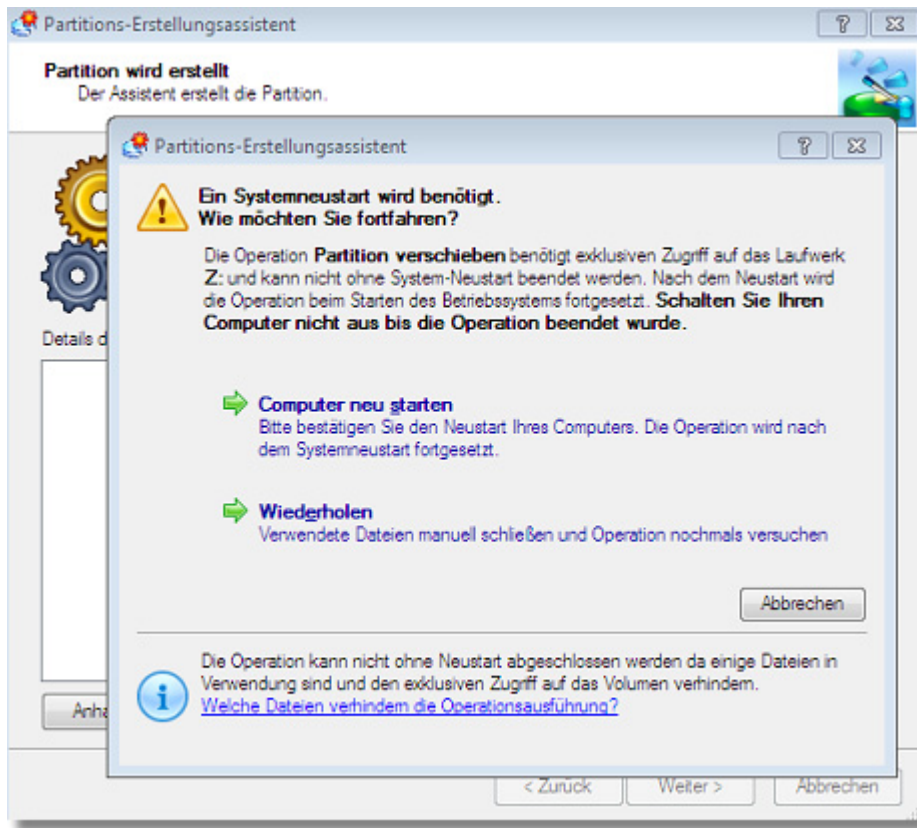 Partitions-Erstellungsassistent
Partition wird erstellt
Der Assistent erstellt die Partition.
Partitions-Erstellungsassistent
Ein Systemneustart wird benötigt.
Wie möchten Sie fortfahren?
Die Operation Partition verschieben benötigt exklusiven Zugriff auf das Laufwerk
Z: und kann nicht ohne System-Neustart beendet werden. Nach dem Neustart wird
die Operation beim Starten des Betriebssystems fortgesetzt. Schalten Sie Ihren
Computer nicht aus bis die Operation beendet wurde.
Details d
Computer neu starten
Bitte bestätigen Sie den Neustart Ihres Computers. Die Operation wird nach
dem Systemneustart fortgesetzt.
Wiederholen
Verwendete Dateien manuell schließen und Operation nochmals versuchen
Abbrechen
Die Operation kann nicht ohne Neustart abgeschlossen werden da einige Dateien in
Verwendung sind und den exklusiven Zugriff auf das Volumen verhindern.
Welche Dateien verhindern die Operationsausführung?
Anha
< Zurück Weiter > Abbrechen